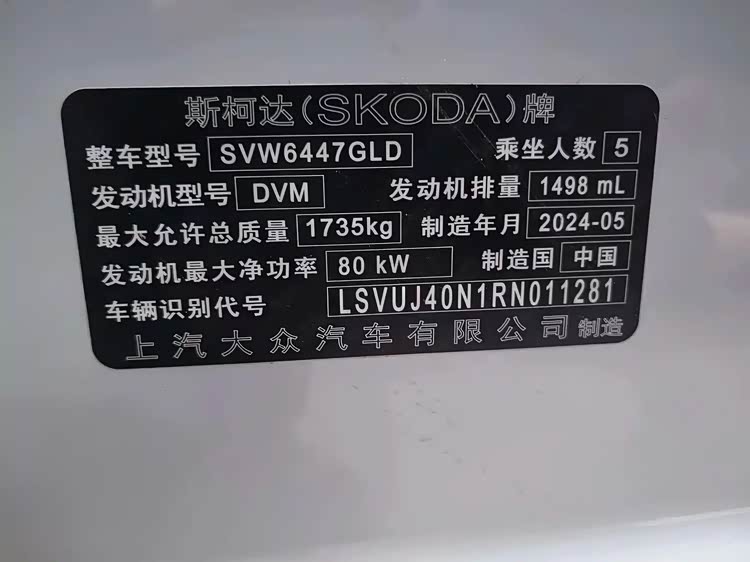 斯柯达(SKODA)牌
整车型号 SVW6447GLD 乘坐人数 5
发动机型号 DVM 发动机排量 1498 mL
最大允许总质量 1735kg 制造年月 2024-05
发动机最大净功率 80 kW 制造国 中国
车辆识别代号 LSVUJ40N1RN011281
上汽大众汽车有限公司 制造